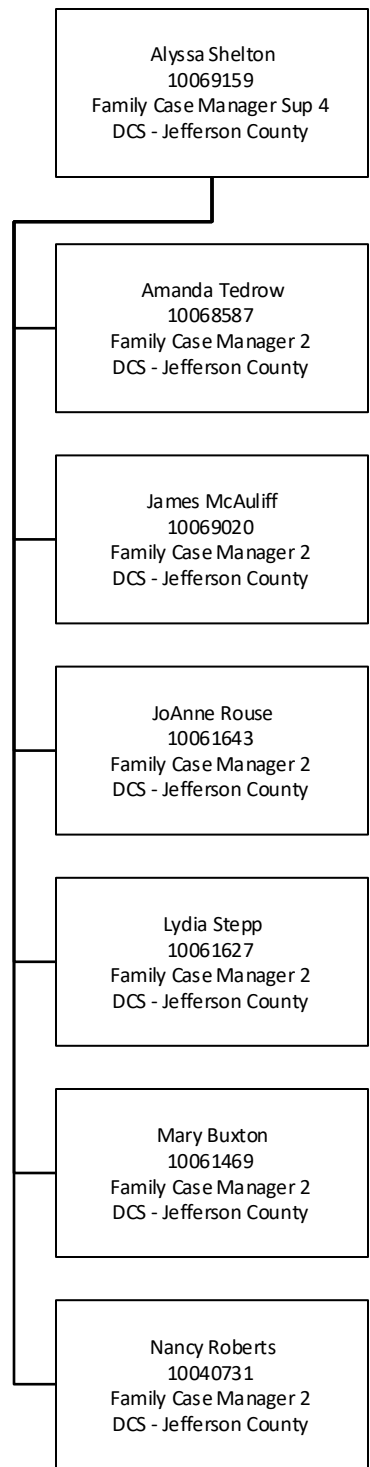 Alyssa Shelton
10069159
Family Case Manager Sup 4
DCS - Jefferson County
Amanda Tedrow
10068587
Family Case Manager 2
DCS - Jefferson County
James McAuliff
10069020
Family Case Manager 2
DCS - Jefferson County
JoAnne Rouse
10061643
Family Case Manager 2
DCS - Jefferson County
Lydia Stepp
10061627
Family Case Manager 2
DCS - Jefferson County
Mary Buxton
10061469
Family Case Manager 2
DCS - Jefferson County
Nancy Roberts
10040731
Family Case Manager 2
DCS - Jefferson County